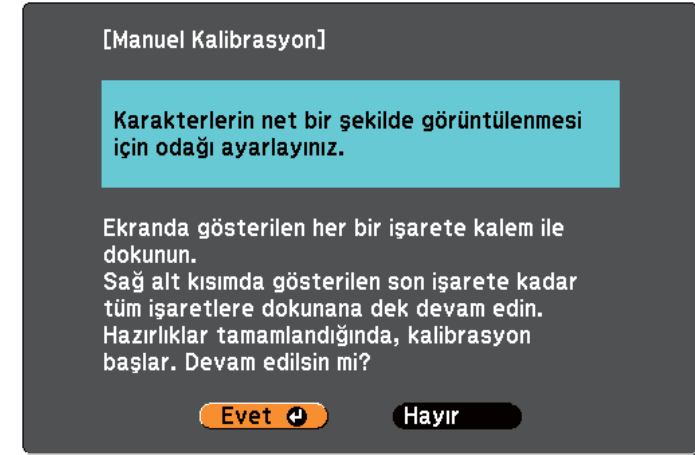 [Manuel Kalibrasyon]
Karakterlerin net bir şekilde görüntülenmesi
için odağı ayarlayınız.
Ekranda gösterilen her bir işarete kalem ile
dokunun.
Sağ alt kısımda gösterilen son işarete kadar
tüm işaretlere dokunana dek devam edin.
Hazırlıklar tamamlandığında, kalibrasyon
başlar. Devam edilsin mi?
Evet Hayır